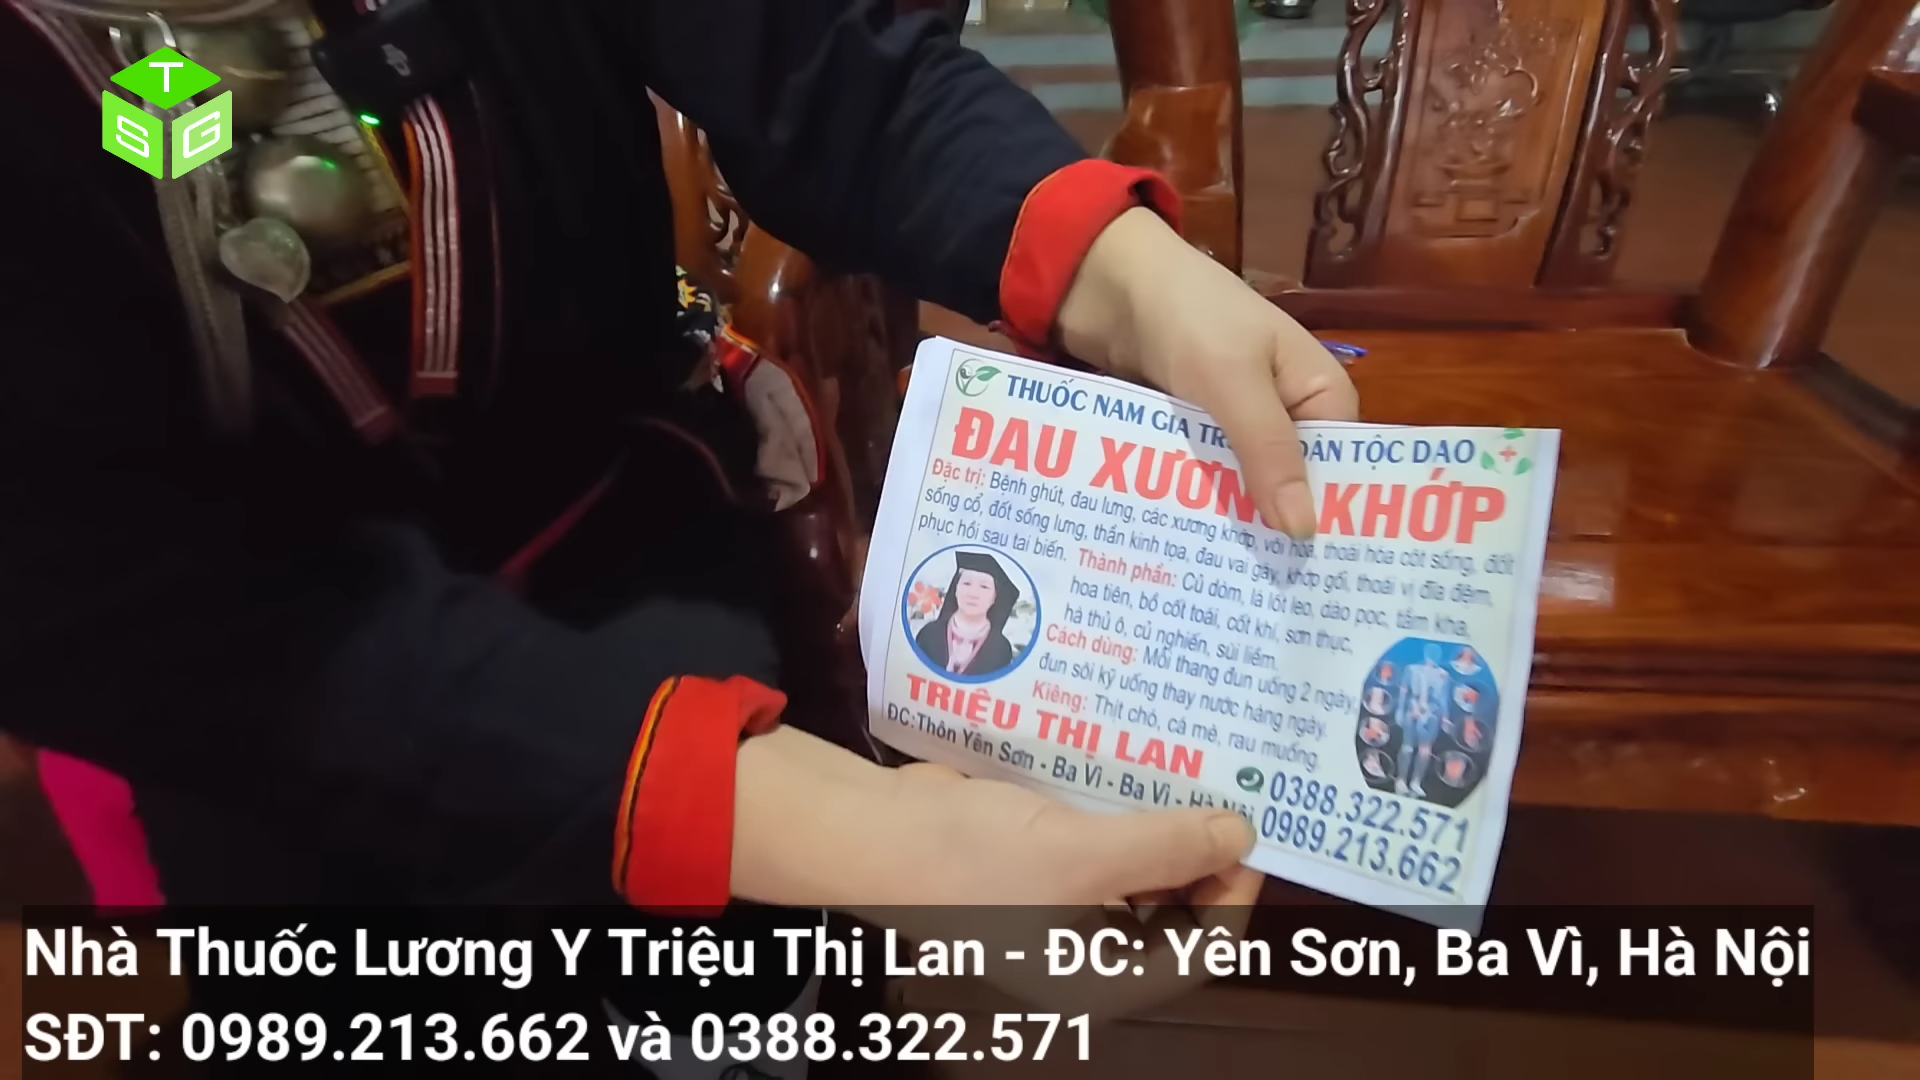 T
S G
THUỐC NAM GIA TR DÂN TỘC DAO
ĐAU XƯƠNG KHỚP
Đặc trị: Bệnh ghút, đau lưng, các xương khớp, vôi hóa, thoái hóa cột sống, đốt
sống cổ, đốt sống lưng, thần kinh tọa, đau vai gáy, khớp gối, thoái vị đĩa đệm,
phục hồi sau tai biến.
Thành phần: Củ dòm, lá lốt leo, dào pọc, tầm kha,
hoa tiên, bổ cốt toái, cốt khí, sơn thục,
hà thủ ô, củ nghiến, sùi liềm.
Cách dùng: Mỗi thang đun uống 2 ngày,
đun sôi kỹ uống thay nước hàng ngày.
Kiêng: Thịt chó, cá mè, rau muống.
TRIỆU THỊ LAN
ĐC:Thôn Yên Sơn - Ba Vì - Ba Vì - Hà Nội
0388.322.571
0989.213.662
Nhà Thuốc Lương Y Triệu Thị Lan - ĐC: Yên Sơn, Ba Vì, Hà Nội
SĐT: 0989.213.662 và 0388.322.571